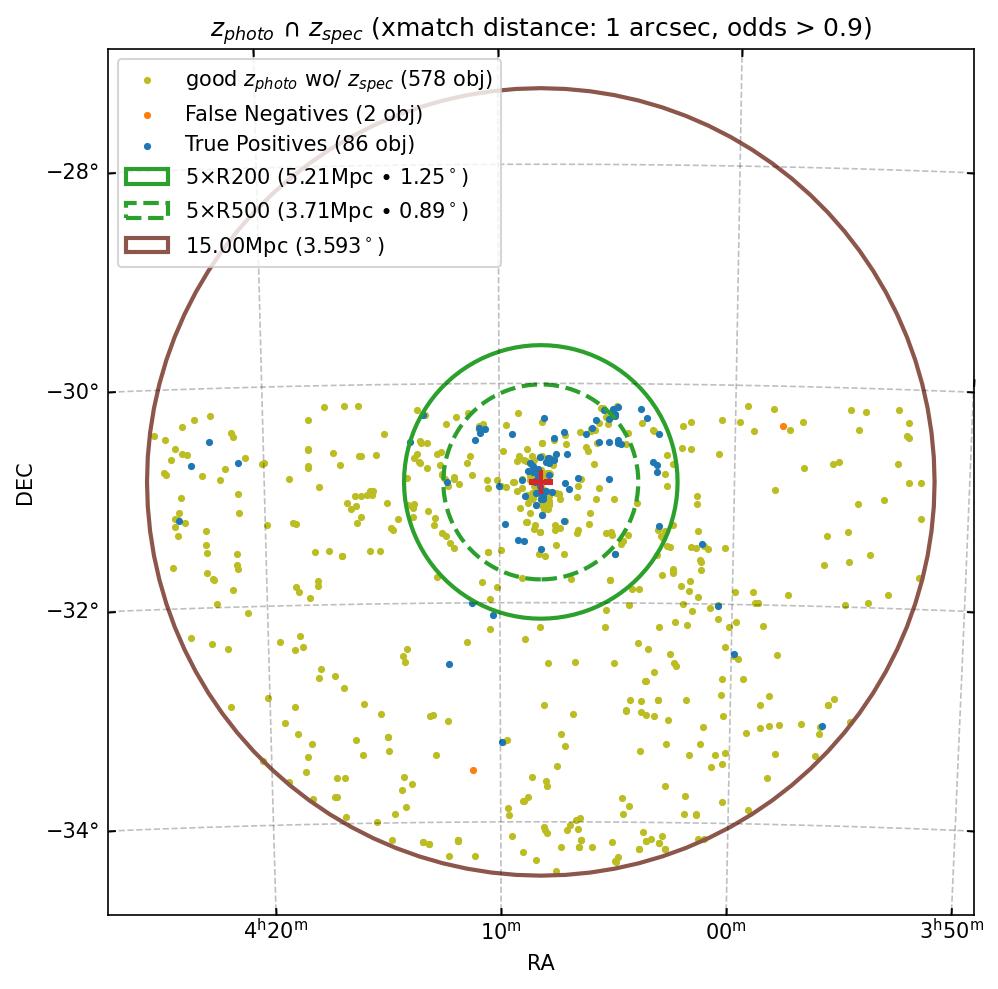 z_photo ∩ z_spec (xmatch distance: 1 arcsec, odds > 0.9)
good z_photo wo/ z_spec (578 obj)
False Negatives (2 obj)
True Positives (86 obj)
5×R200 (5.21Mpc • 1.25°)
5×R500 (3.71Mpc • 0.89°)
15.00Mpc (3.593°)
−28°
−30°
−32°
−34°
DEC
4h20m 10m 00m 3h50m
RA